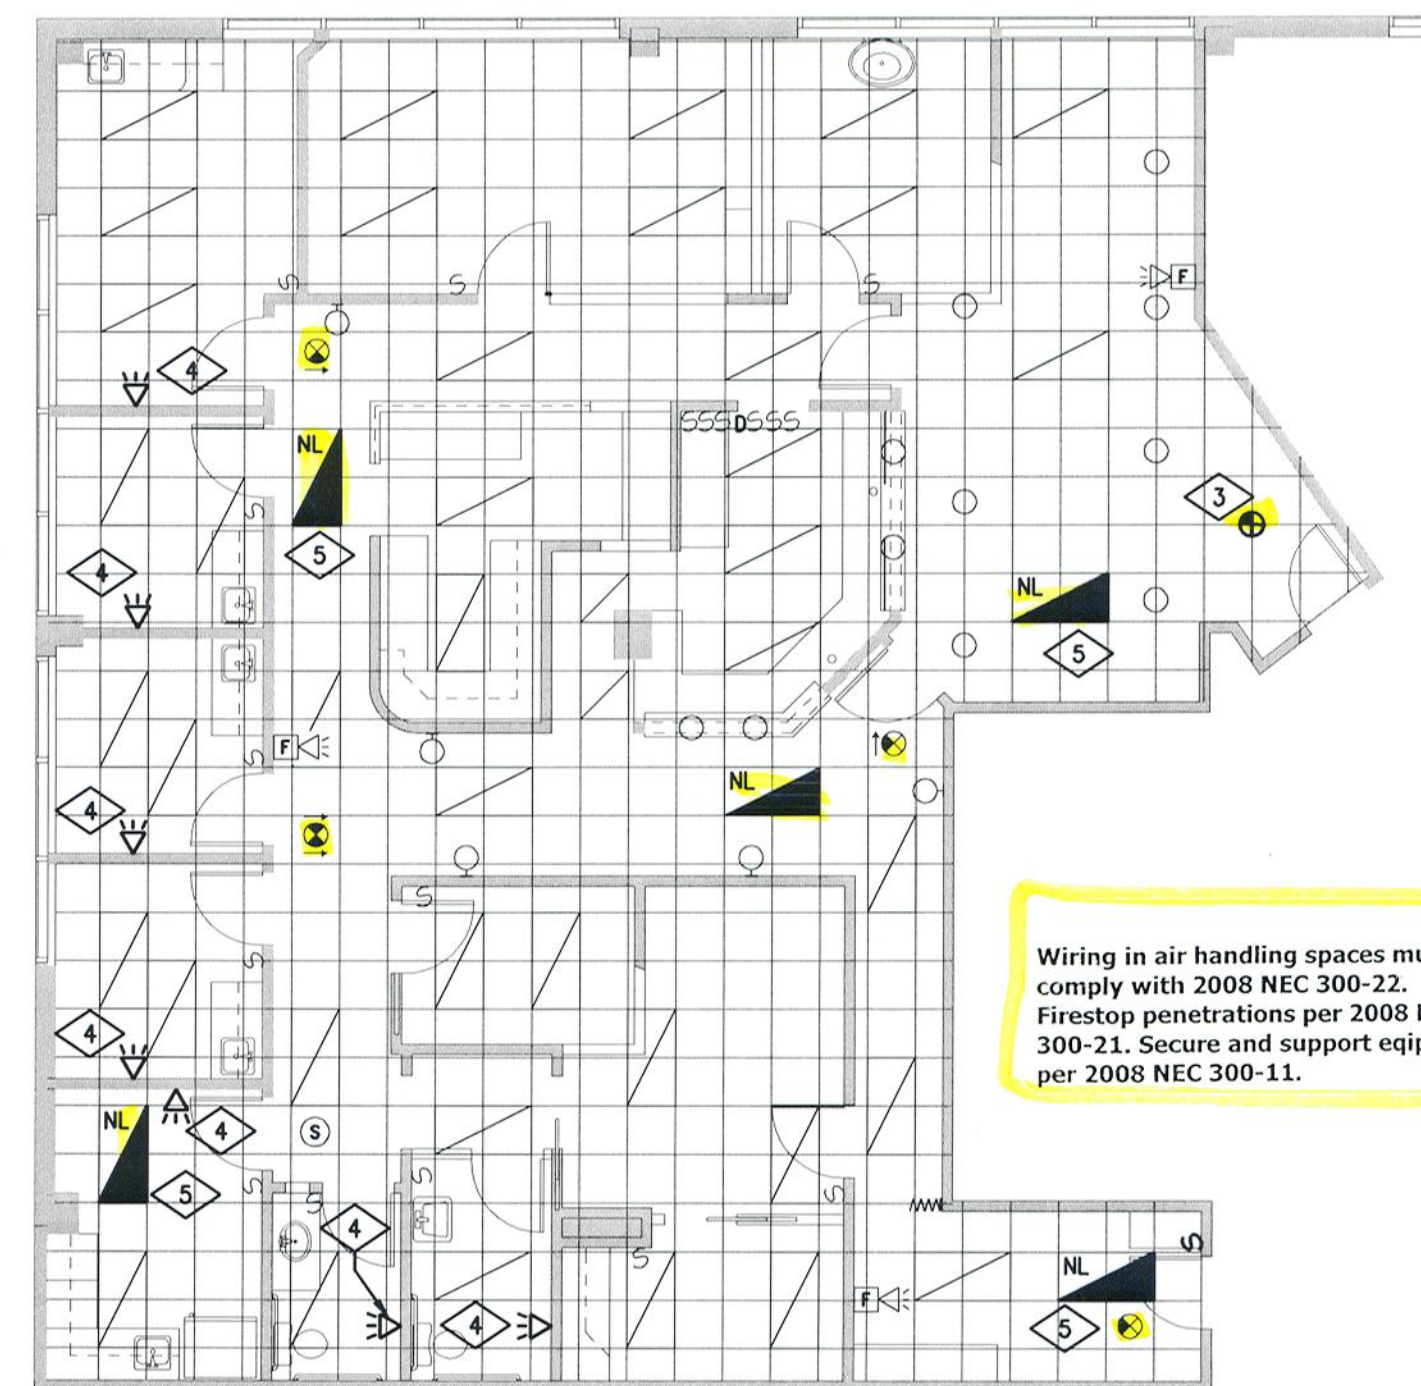 S
S
S
F
4
SSSDSSS
NL
3
S
5
4
NL
5
F
S
NL
4
S
Wiring in air handling spaces mu
comply with 2008 NEC 300-22.
Firestop penetrations per 2008
300-21. Secure and support eqi
per 2008 NEC 300-11.
S
4
NL
4
S
S
5
S
S
S
4
S
S
NL
F
4
5